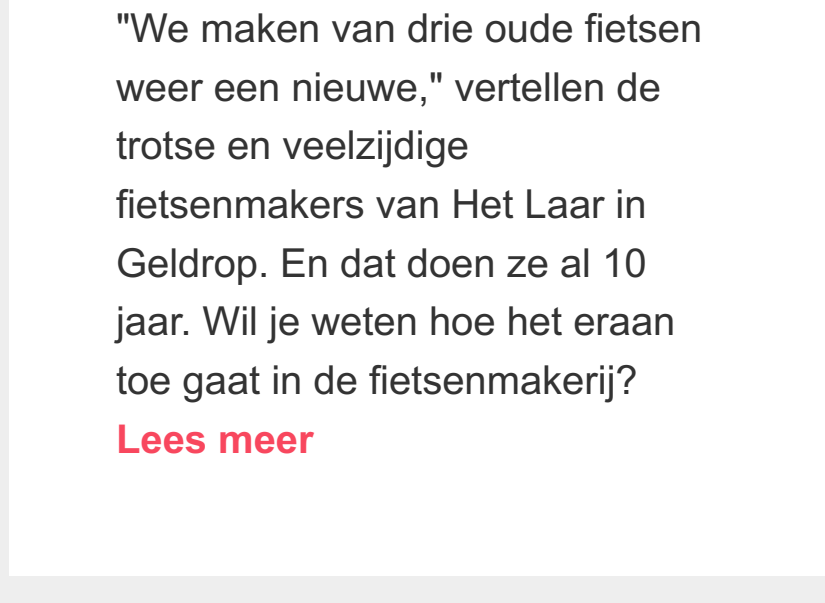 "We maken van drie oude fietsen
weer een nieuwe," vertellen de
trotse en veelzijdige
fietsenmakers van Het Laar in
Geldrop. En dat doen ze al 10
jaar. Wil je weten hoe het eraan
toe gaat in de fietsenmakerij?
Lees meer